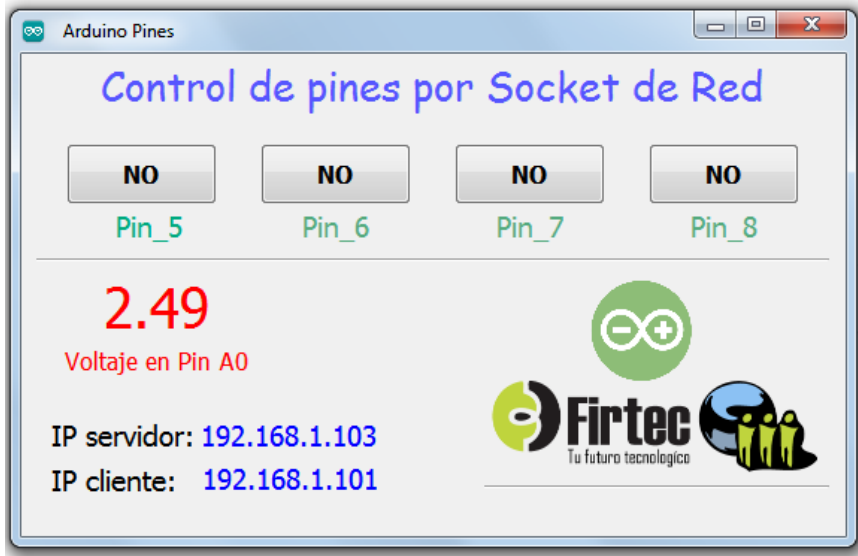 Arduino Pines
Control de pines por Socket de Red
NO NO NO NO
Pin_5 Pin_6 Pin_7 Pin_8
2.49
Voltaje en Pin A0
IP servidor: 192.168.1.103
IP cliente: 192.168.1.101
Firtec
Tu futuro tecnologíco